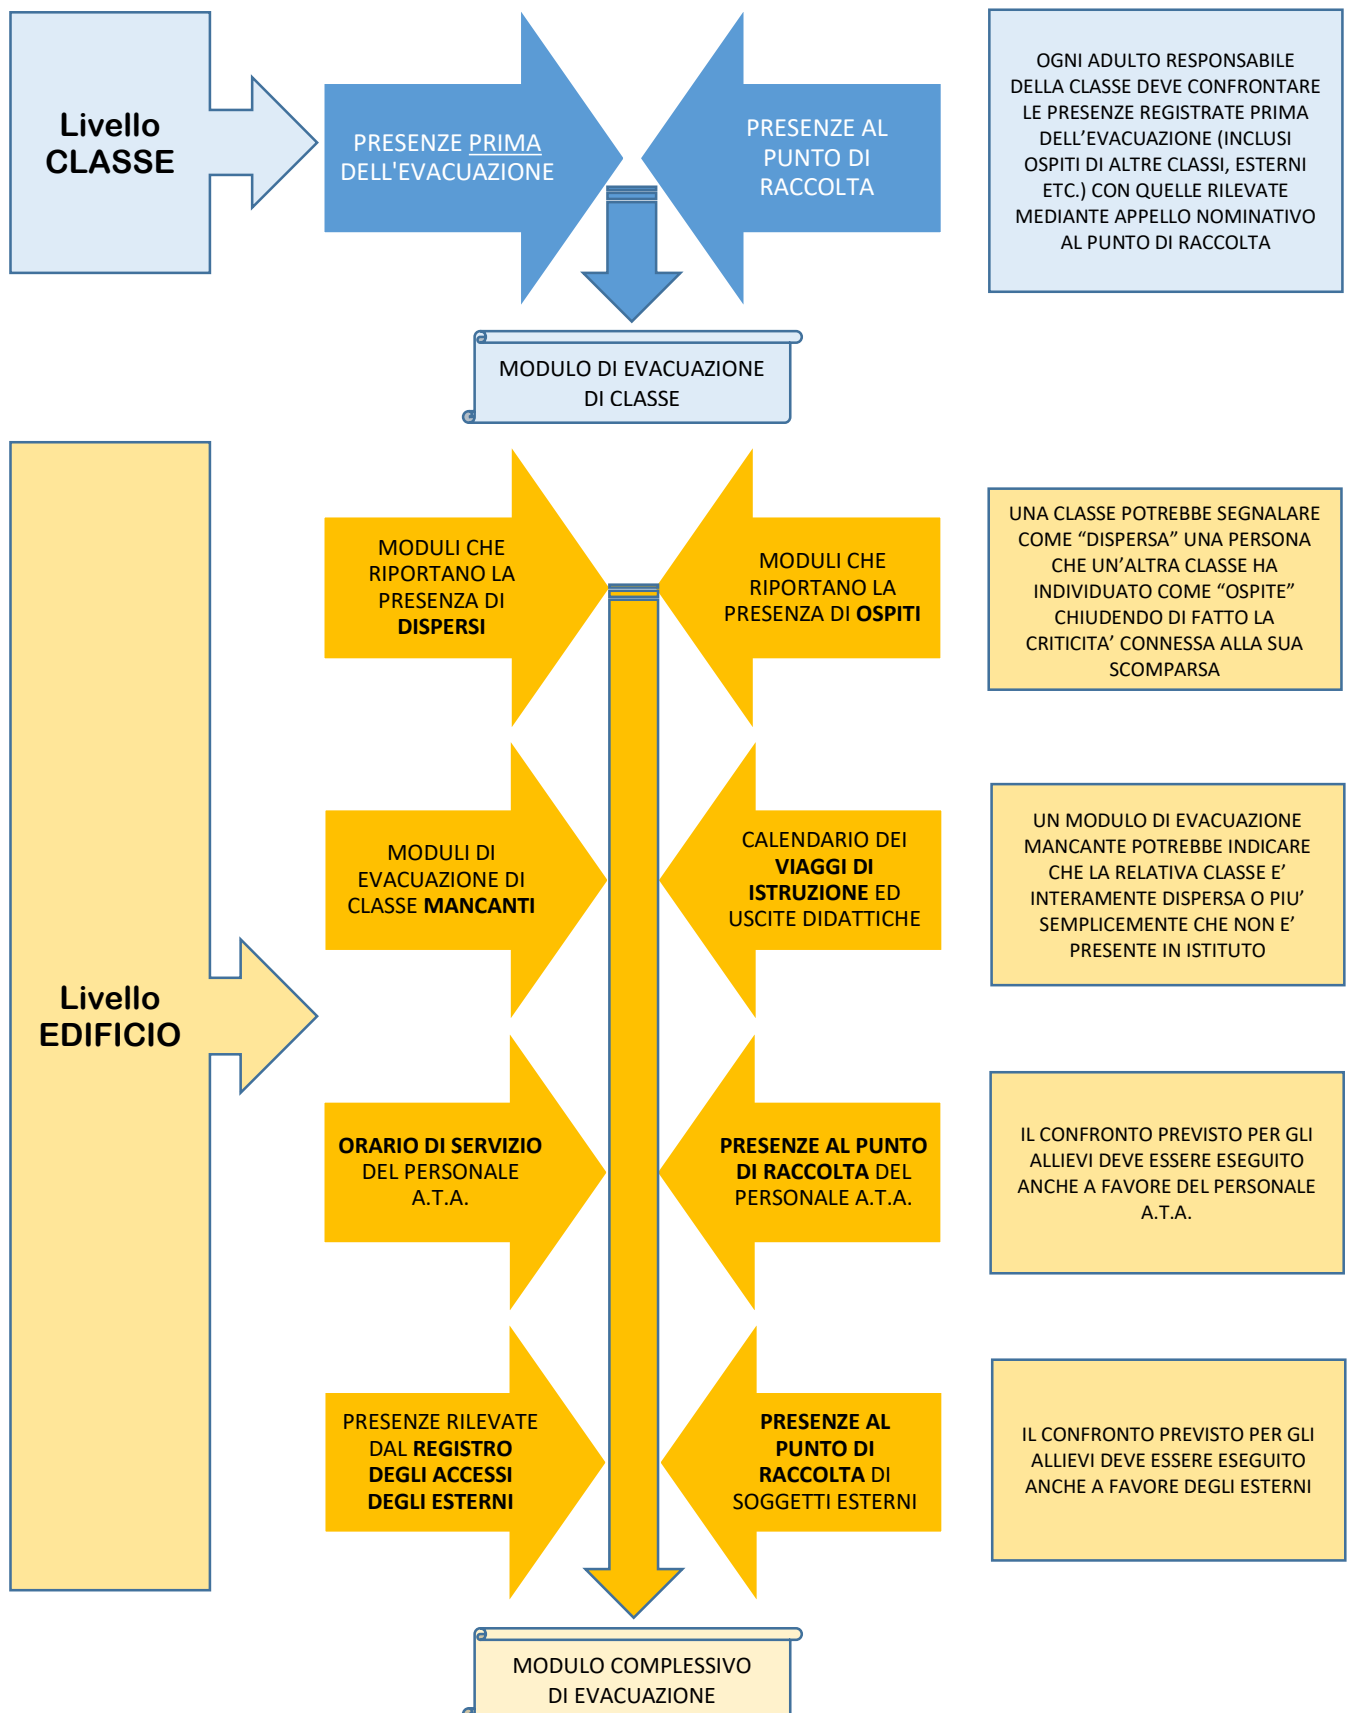 Livello
CLASSE
PRESENZE PRIMA
DELL'EVACUAZIONE
PRESENZE AL
PUNTO DI
RACCOLTA
OGNI ADULTO RESPONSABILE
DELLA CLASSE DEVE CONFRONTARE
LE PRESENZE REGISTRATE PRIMA
DELL’EVACUAZIONE (INCLUSI
OSPITI DI ALTRE CLASSI, ESTERNI
ETC.) CON QUELLE RILEVATE
MEDIANTE APPELLO NOMINATIVO
AL PUNTO DI RACCOLTA
MODULO DI EVACUAZIONE
DI CLASSE
Livello
EDIFICIO
MODULI CHE
RIPORTANO LA
PRESENZA DI
DISPERSI
MODULI CHE
RIPORTANO LA
PRESENZA DI OSPITI
UNA CLASSE POTREBBE SEGNALARE
COME “DISPERSA” UNA PERSONA
CHE UN’ALTRA CLASSE HA
INDIVIDUATO COME “OSPITE”
CHIUDENDO DI FATTO LA
CRITICITA’ CONNESSA ALLA SUA
SCOMPARSA
MODULI DI
EVACUAZIONE DI
CLASSE MANCANTI
CALENDARIO DEI
VIAGGI DI
ISTRUZIONE ED
USCITE DIDATTICHE
UN MODULO DI EVACUAZIONE
MANCANTE POTREBBE INDICARE
CHE LA RELATIVA CLASSE E’
INTERAMENTE DISPERSA O PIU’
SEMPLICEMENTE CHE NON E’
PRESENTE IN ISTITUTO
ORARIO DI SERVIZIO
DEL PERSONALE
A.T.A.
PRESENZE AL PUNTO
DI RACCOLTA DEL
PERSONALE A.T.A.
IL CONFRONTO PREVISTO PER GLI
ALLIEVI DEVE ESSERE ESEGUITO
ANCHE A FAVORE DEL PERSONALE
A.T.A.
PRESENZE RILEVATE
DAL REGISTRO
DEGLI ACCESSI
DEGLI ESTERNI
PRESENZE AL
PUNTO DI
RACCOLTA DI
SOGGETTI ESTERNI
IL CONFRONTO PREVISTO PER GLI
ALLIEVI DEVE ESSERE ESEGUITO
ANCHE A FAVORE DEGLI ESTERNI
MODULO COMPLESSIVO
DI EVACUAZIONE